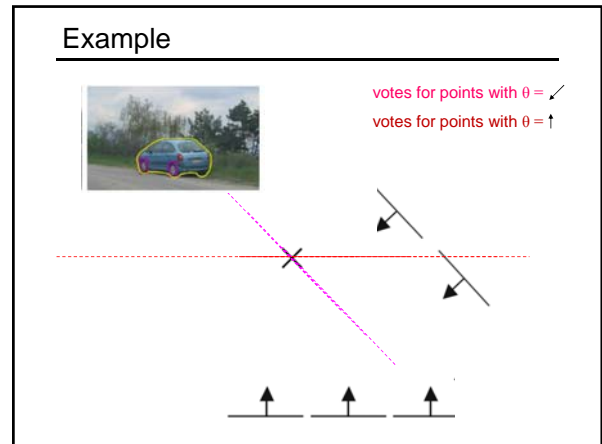 Example
votes for points with θ = ↙
votes for points with θ = ↑